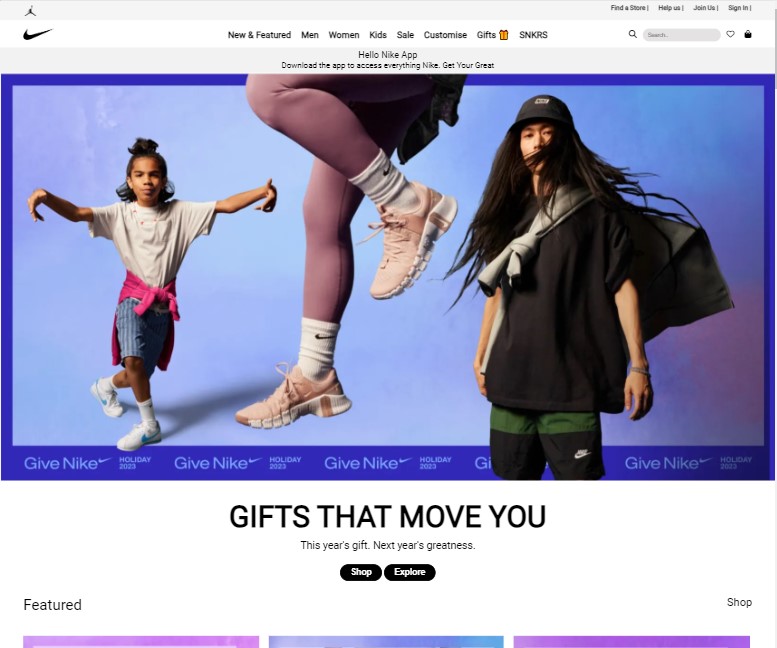 Find a Store | Help us | Join Us | Sign In |
New & Featured Men Women Kids Sale Customise Gifts SNKRS
Search..
Hello Nike App
Download the app to access everything Nike. Get Your Great
Give Nike HOLIDAY 2023 Give Nike HOLIDAY 2023 Give Nike HOLIDAY 2023 Gi HOLIDAY 2023 Give Nike HOLIDAY 2023
GIFTS THAT MOVE YOU
This year's gift. Next year's greatness.
Shop Explore
Featured Shop